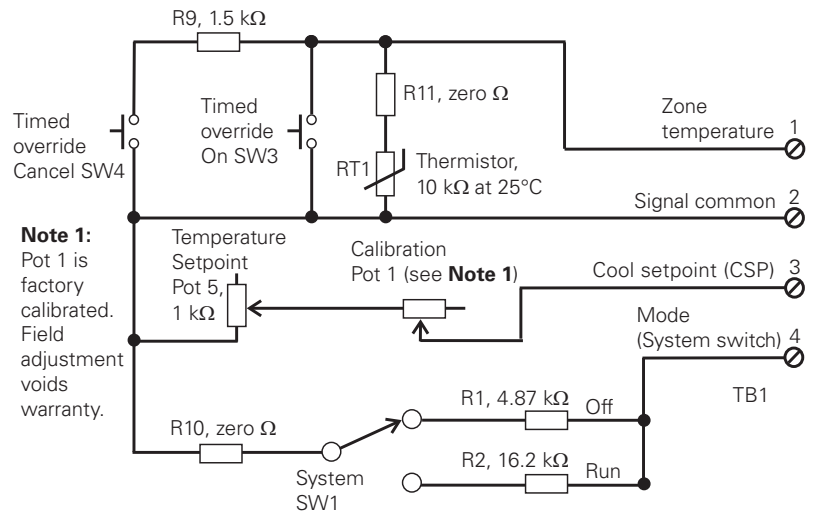 R9, 1.5 kΩ
Timed
override
Cancel SW4
Timed
override
On SW3
R11, zero Ω
RT1
Thermistor,
10 kΩ at 25°C
Zone
temperature
1
Signal common
2
Note 1:
Pot 1 is
factory
calibrated.
Field
adjustment
voids
warranty.
Temperature
Setpoint
Pot 5,
1 kΩ
Calibration
Pot 1 (see Note 1)
Cool setpoint (CSP)
3
Mode
(System switch)
4
TB1
R10, zero Ω
System
SW1
R1, 4.87 kΩ
Off
R2, 16.2 kΩ
Run